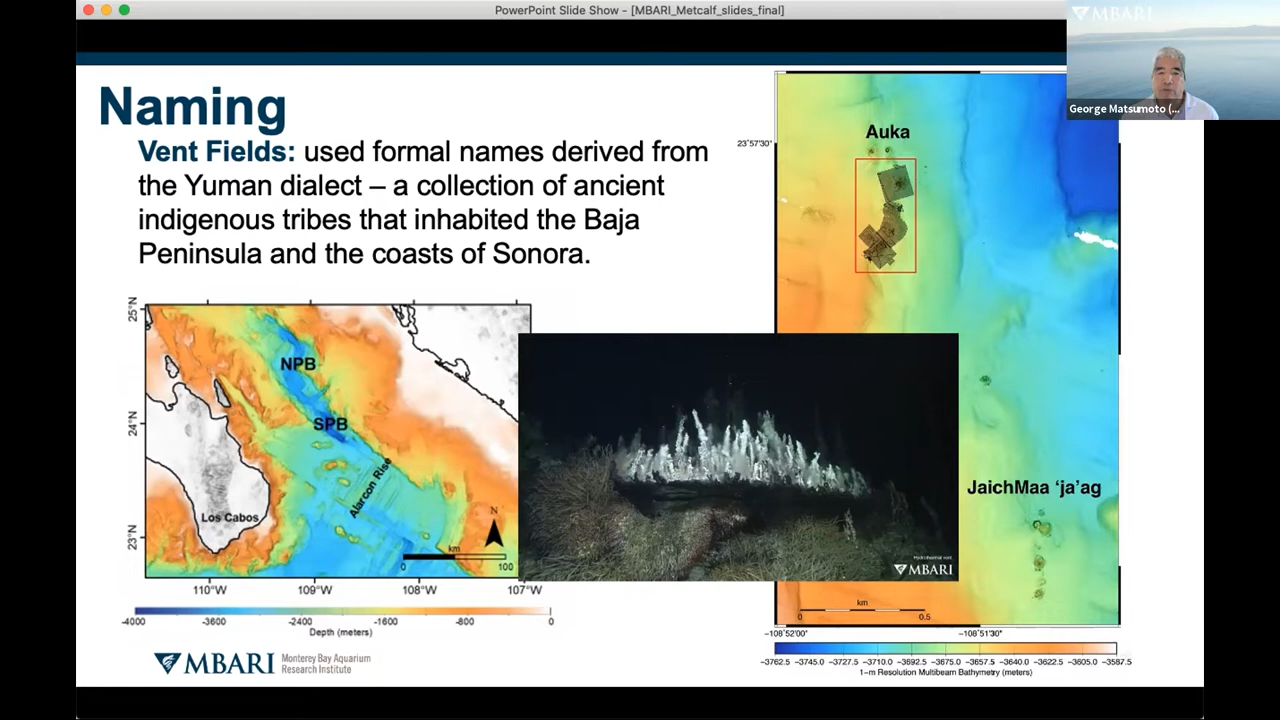 PowerPoint Slide Show - [MBARI_Metcalf_slides_final]
MBARI
George Matsumoto (...
Naming
Vent Fields: used formal names derived from
the Yuman dialect – a collection of ancient
indigenous tribes that inhabited the Baja
Peninsula and the coasts of Sonora.
25°N
24°N
23°N
NPB
SPB
Alarcon Rise
Los Cabos
N
km
0 100
110°W 109°W 108°W 107°W
-4000 -3600 -2400 -1600 -800 0
Depth (meters)
MBARI
Monterey Bay Aquarium
Research Institute
Hydrothermal vent
MBARI
23°57'30"
Auka
JaichMaa 'ja'ag
km
0 0.5
-108°52'00" -108°51'30"
-3762.5 -3745.0 -3727.5 -3710.0 -3692.5 -3675.0 -3657.5 -3640.0 -3622.5 -3605.0 -3587.5
1-m Resolution Multibeam Bathymetry (meters)